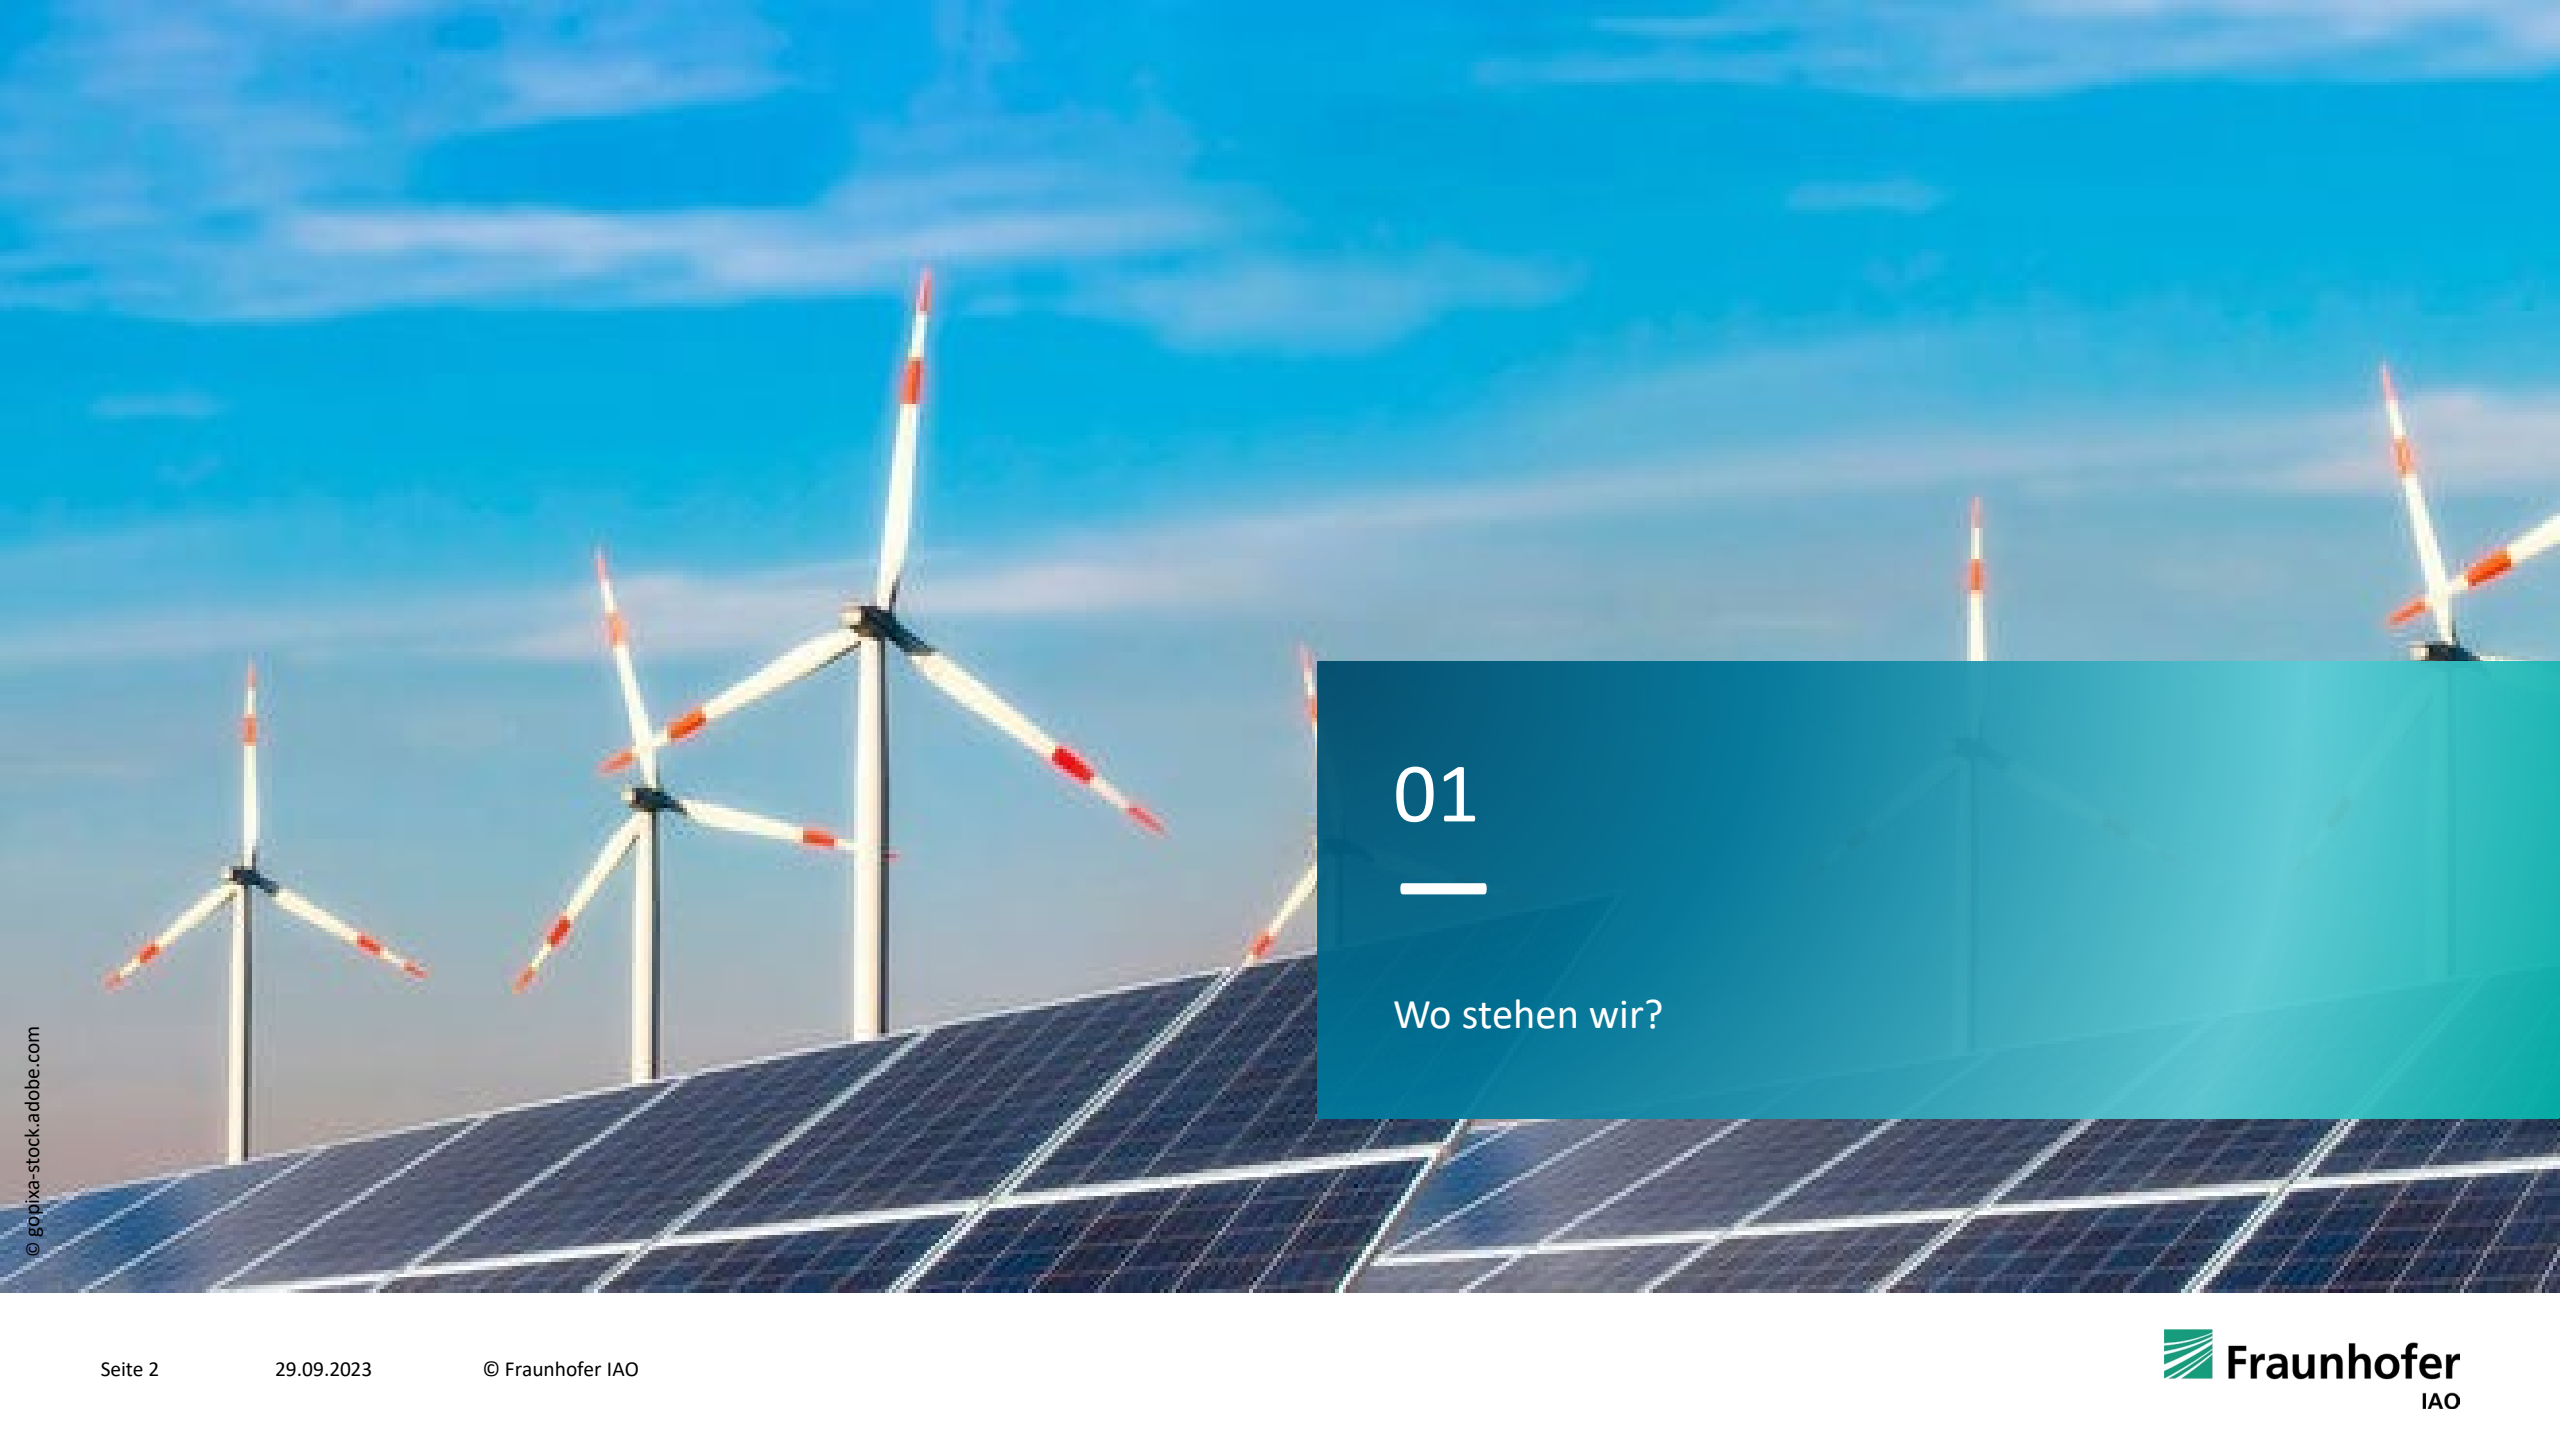 01
Wo stehen wir?
© gopixa-stock.adobe.com
Seite 2
29.09.2023
© Fraunhofer IAO
Fraunhofer
IAO